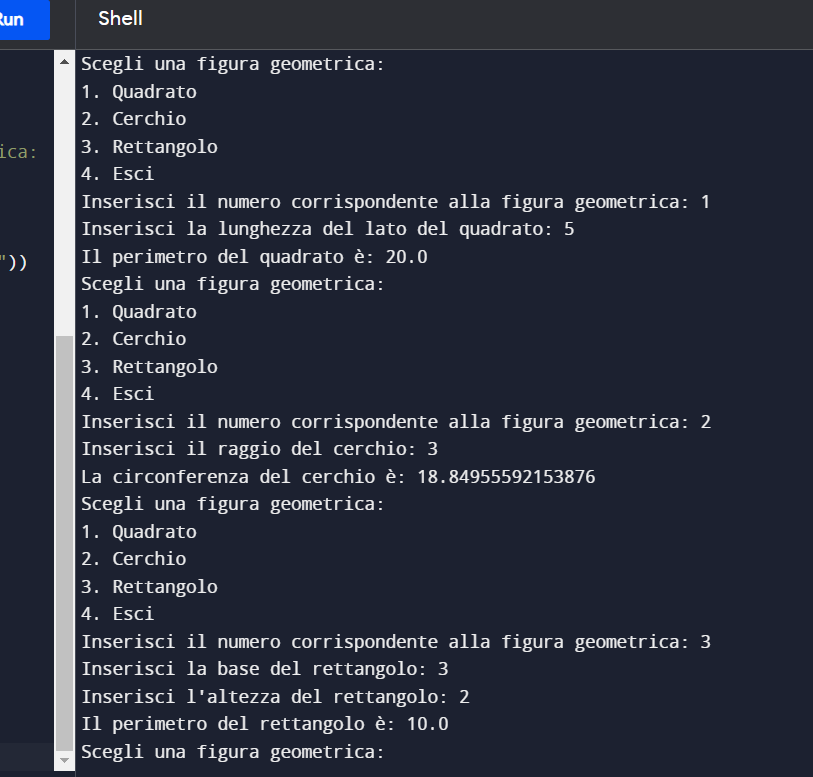 Run
Shell
Scegli una figura geometrica:
1. Quadrato
2. Cerchio
3. Rettangolo
4. Esci
ica:
Inserisci il numero corrispondente alla figura geometrica: 1
Inserisci la lunghezza del lato del quadrato: 5
Il perimetro del quadrato è: 20.0
"))
Scegli una figura geometrica:
1. Quadrato
2. Cerchio
3. Rettangolo
4. Esci
Inserisci il numero corrispondente alla figura geometrica: 2
Inserisci il raggio del cerchio: 3
La circonferenza del cerchio è: 18.84955592153876
Scegli una figura geometrica:
1. Quadrato
2. Cerchio
3. Rettangolo
4. Esci
Inserisci il numero corrispondente alla figura geometrica: 3
Inserisci la base del rettangolo: 3
Inserisci l'altezza del rettangolo: 2
Il perimetro del rettangolo è: 10.0
Scegli una figura geometrica: